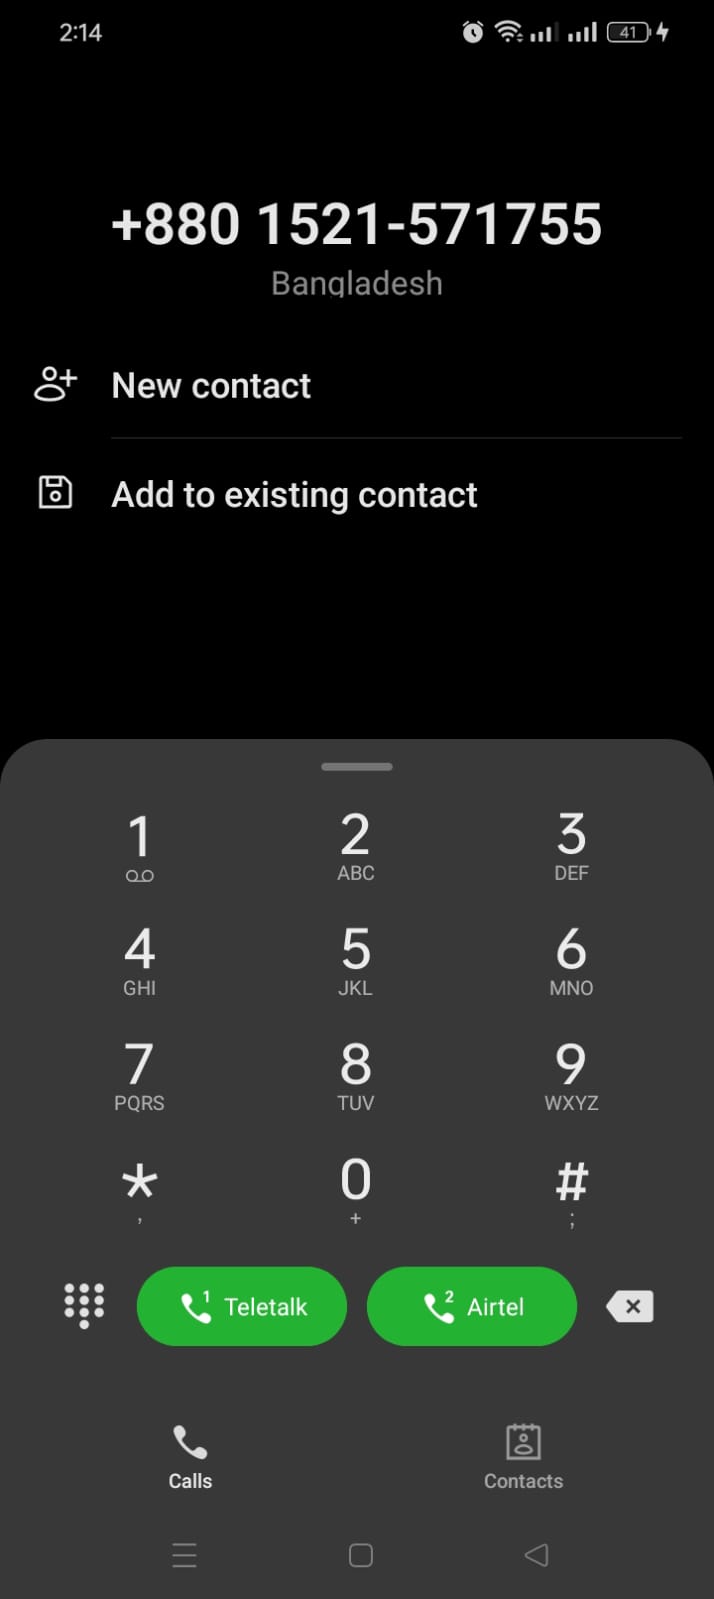 2:14
41
+880 1521-571755
Bangladesh
New contact
Add to existing contact
1 2 3
ABC DEF
4 5 6
GHI JKL MNO
7 8 9
PQRS TUV WXYZ
* 0 #
, + ;
1 Teletalk 2 Airtel
Calls Contacts